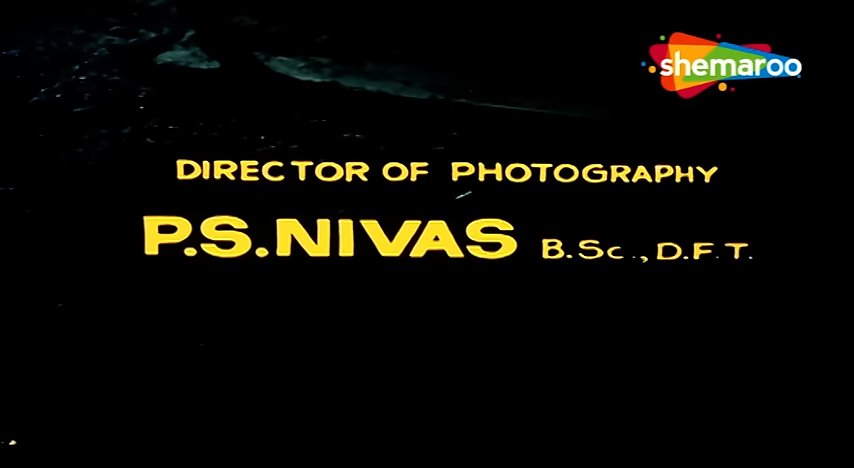 shemaroo
DIRECTOR OF PHOTOGRAPHY
P.S.NIVAS B.Sc., D.F.T.